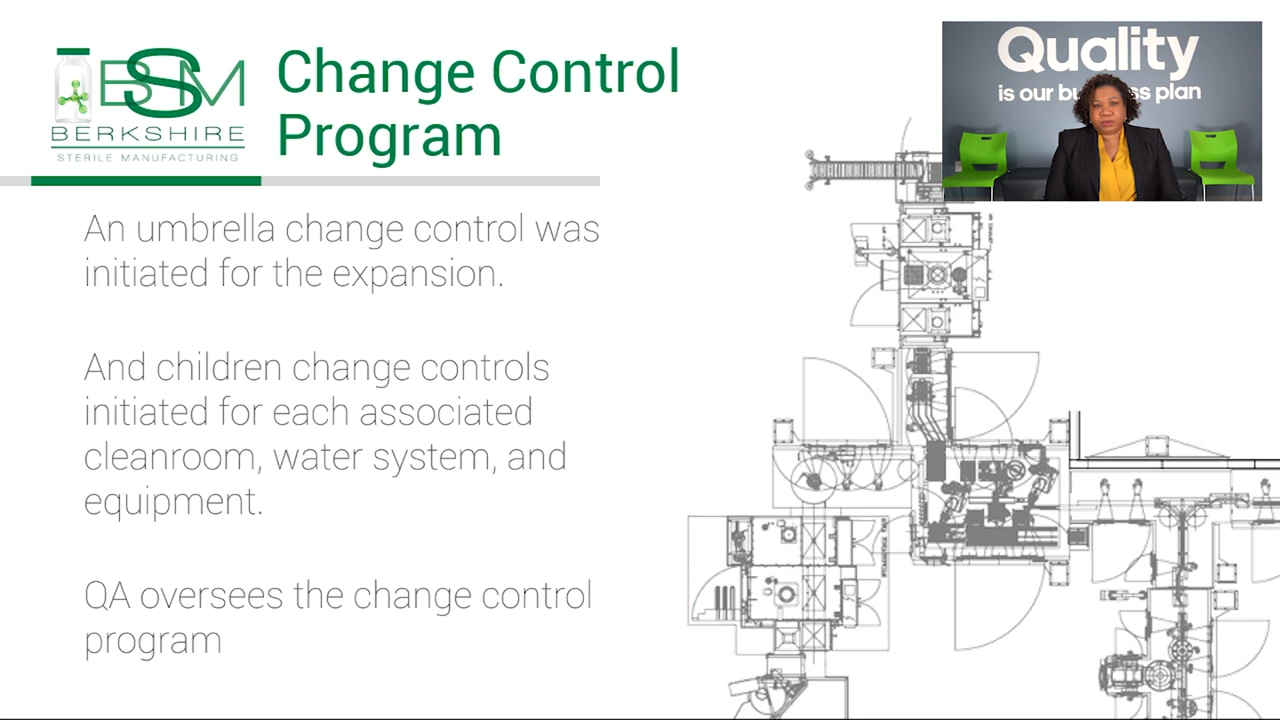 BSM
BERKSHIRE
STERILE MANUFACTURING
Change Control
Program
Quality
is our bu ss plan
An umbrella change control was
initiated for the expansion.
And children change controls
initiated for each associated
cleanroom, water system, and
equipment.
QA oversees the change control
program